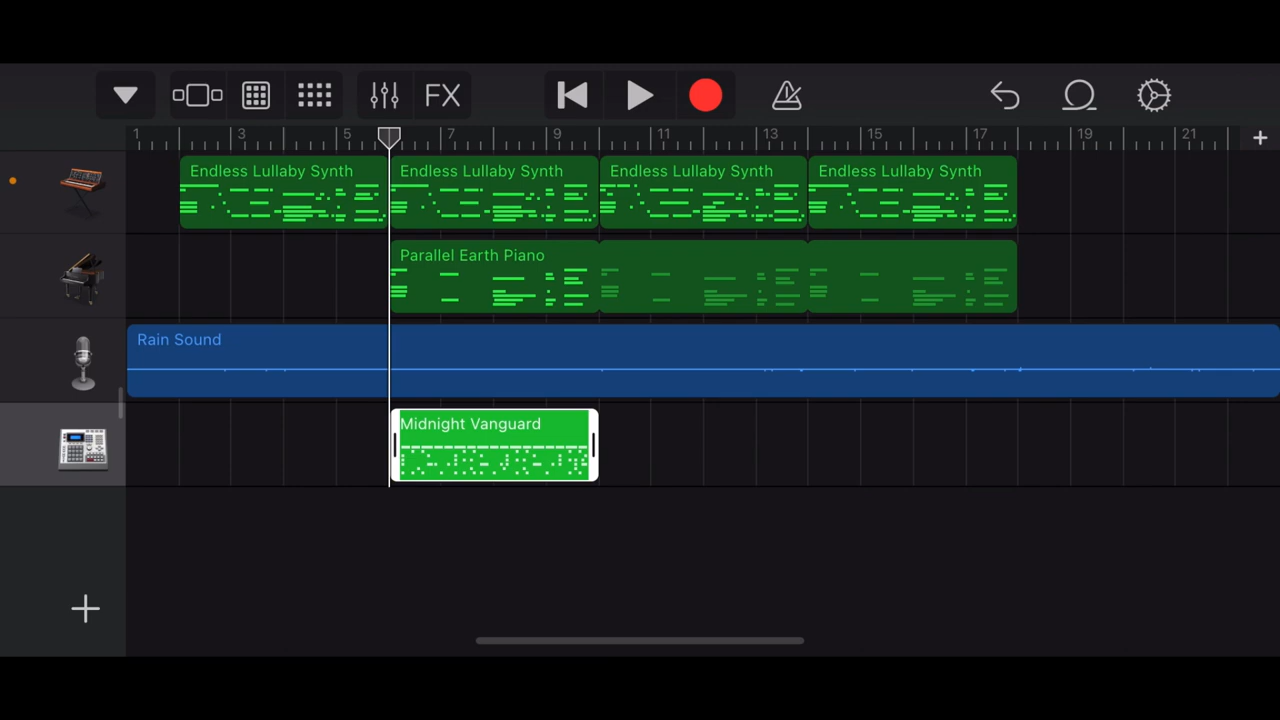 FX
1 3 5 7 9 11 13 15 17 19 21
Endless Lullaby Synth Endless Lullaby Synth Endless Lullaby Synth Endless Lullaby Synth
Parallel Earth Piano
Rain Sound
Midnight Vanguard